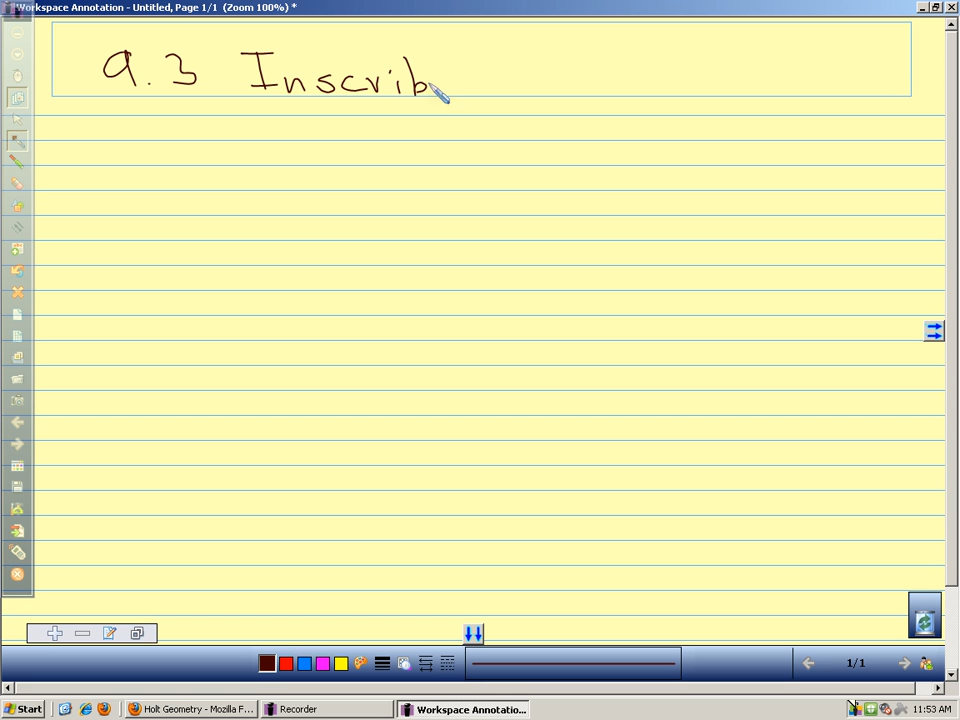 Workspace Annotation - Untitled, Page 1/1 (Zoom 100%) *
9.3 Inscrib
1/1
Start
Holt Geometry - Mozilla F...
Recorder
Workspace Annotatio...
11:53 AM